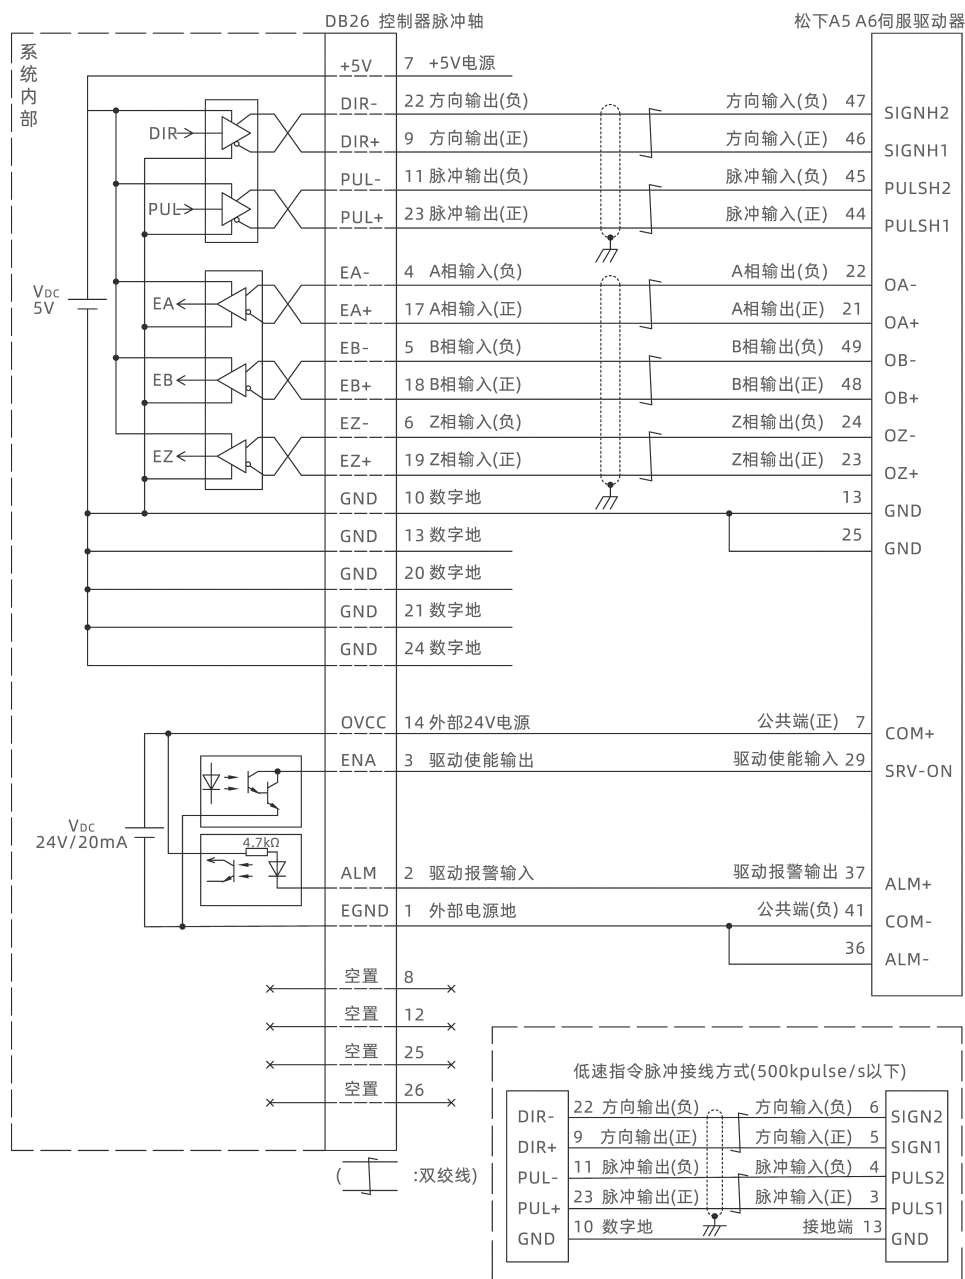 DB26 控制器脉冲轴
松下A5 A6伺服驱动器
系统内部
+5V 7 +5V电源
DIR- 22 方向输出(负) 方向输入(负) 47 SIGNH2
DIR
DIR+ 9 方向输出(正) 方向输入(正) 46 SIGNH1
PUL- 11 脉冲输出(负) 脉冲输入(负) 45 PULSH2
PUL
PUL+ 23 脉冲输出(正) 脉冲输入(正) 44 PULSH1
EA- 4 A相输入(负) A相输出(负) 22 OA-
VDC
5V
EA
EA+ 17 A相输入(正) A相输出(正) 21 OA+
EB- 5 B相输入(负) B相输出(负) 49 OB-
EB
EB+ 18 B相输入(正) B相输出(正) 48 OB+
EZ- 6 Z相输入(负) Z相输出(负) 24 OZ-
EZ
EZ+ 19 Z相输入(正) Z相输出(正) 23 OZ+
GND 10 数字地 13 GND
GND 13 数字地 25 GND
GND 20 数字地
GND 21 数字地
GND 24 数字地
OVCC 14 外部24V电源 公共端(正) 7 COM+
ENA 3 驱动使能输出 驱动使能输入 29 SRV-ON
VDC
24V/20mA
4.7kΩ
ALM 2 驱动报警输入 驱动报警输出 37 ALM+
EGND 1 外部电源地 公共端(负) 41 COM-
36 ALM-
空置 8
空置 12
空置 25
空置 26
( :双绞线)
低速指令脉冲接线方式(500kpulse/s以下)
DIR- 22 方向输出(负) 方向输入(负) 6 SIGN2
DIR+ 9 方向输出(正) 方向输入(正) 5 SIGN1
PUL- 11 脉冲输出(负) 脉冲输入(负) 4 PULS2
PUL+ 23 脉冲输出(正) 脉冲输入(正) 3 PULS1
GND 10 数字地 接地端 13 GND